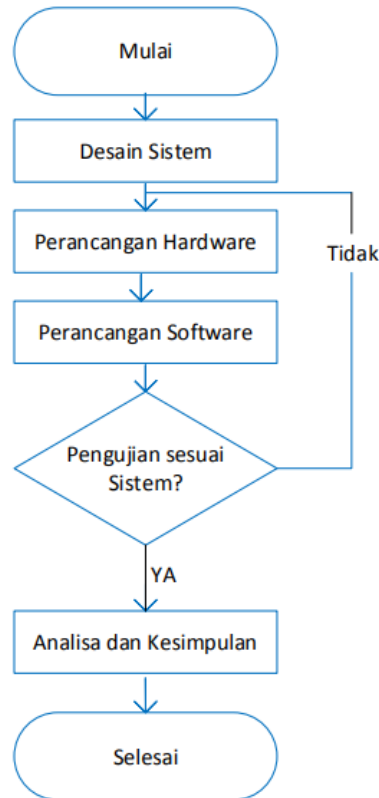 Mulai
Desain Sistem
Perancangan Hardware
Tidak
Perancangan Software
Pengujian sesuai
Sistem?
YA
Analisa dan Kesimpulan
Selesai